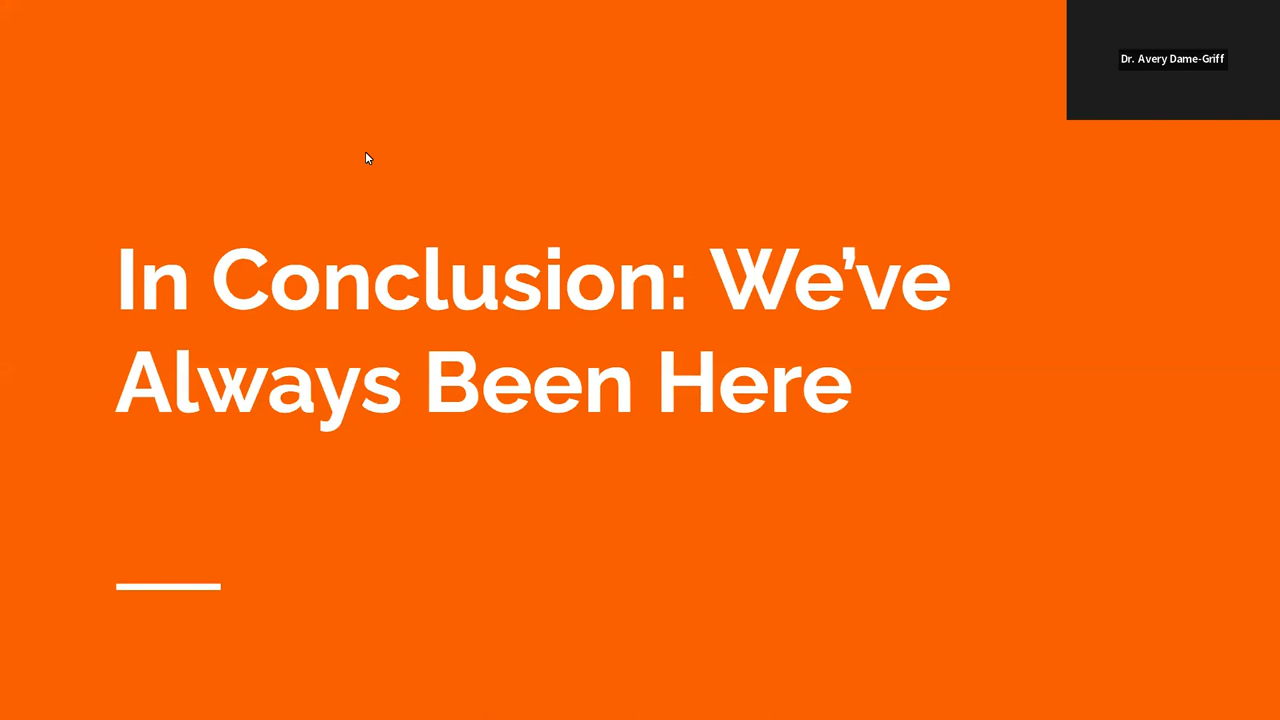 Dr. Avery Dame-Griff
In Conclusion: We’ve
Always Been Here